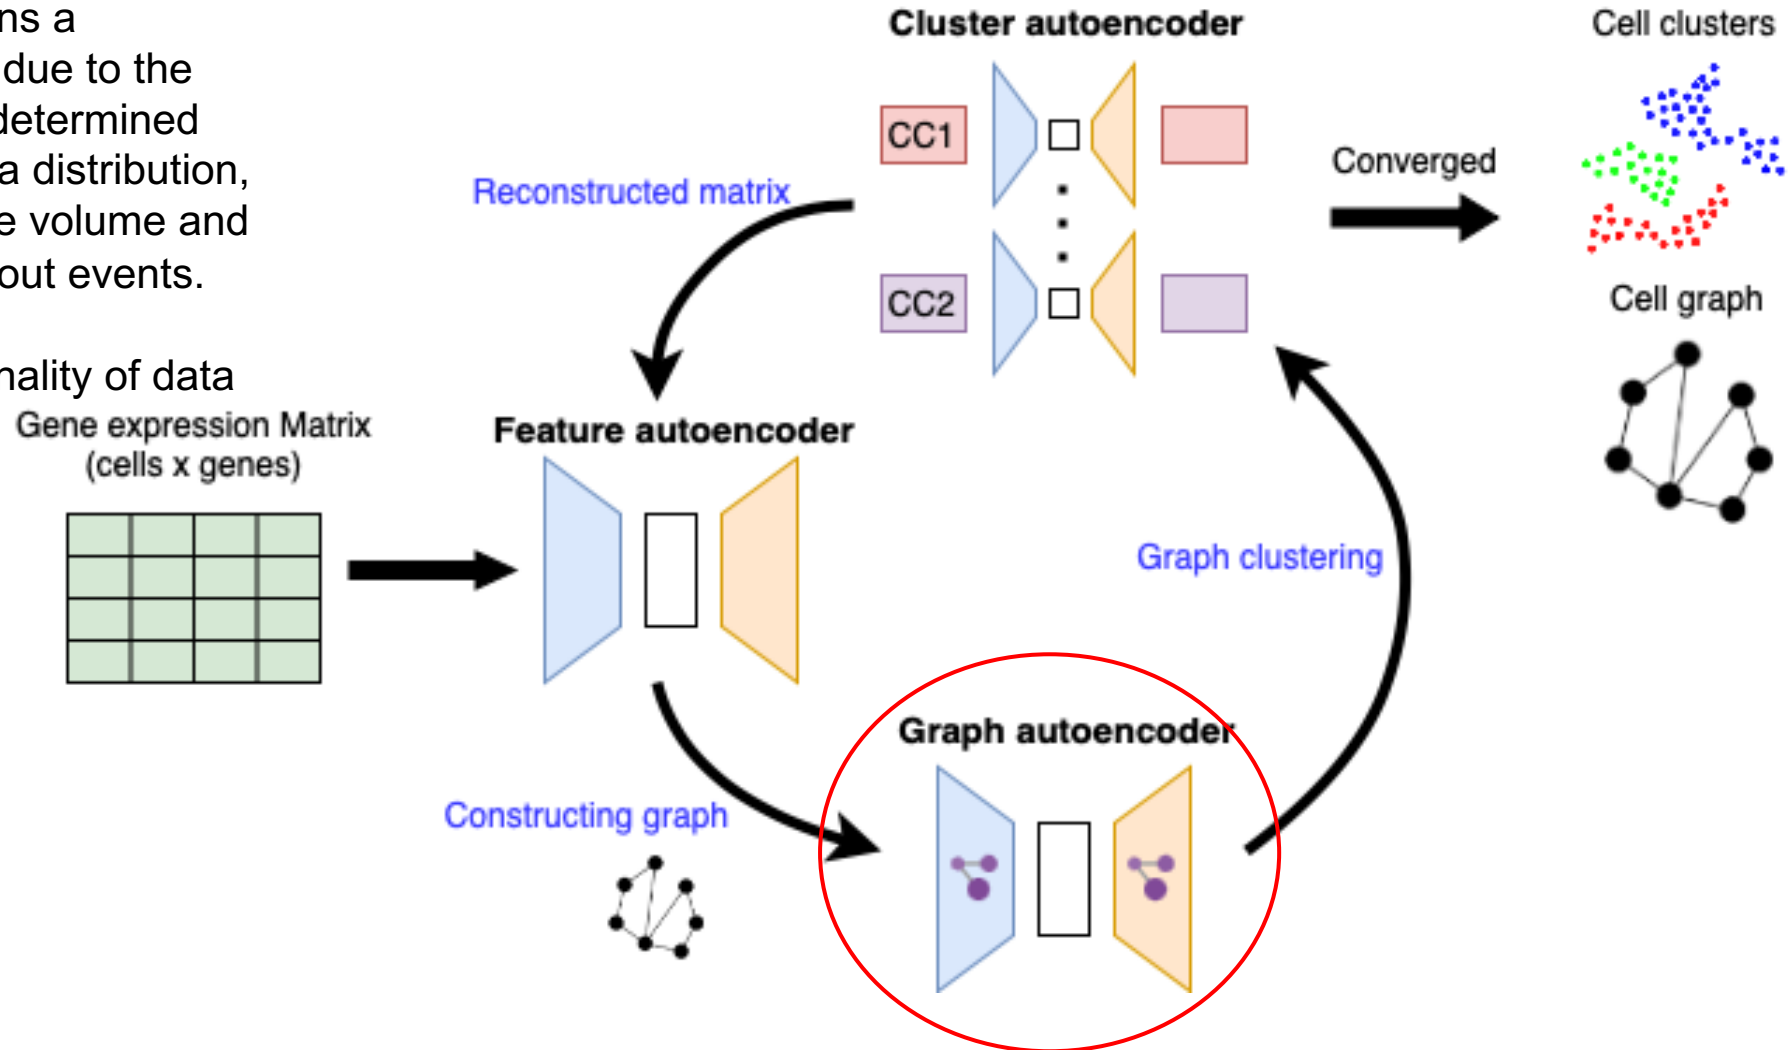 ns a
due to the
determined
a distribution,
e volume and
out events.
nality of data
Gene expression Matrix
(cells x genes)
Reconstructed matrix
Feature autoencoder
Constructing graph
Cluster autoencoder
CC1
CC2
Graph autoencoder
Graph clustering
Converged
Cell clusters
Cell graph